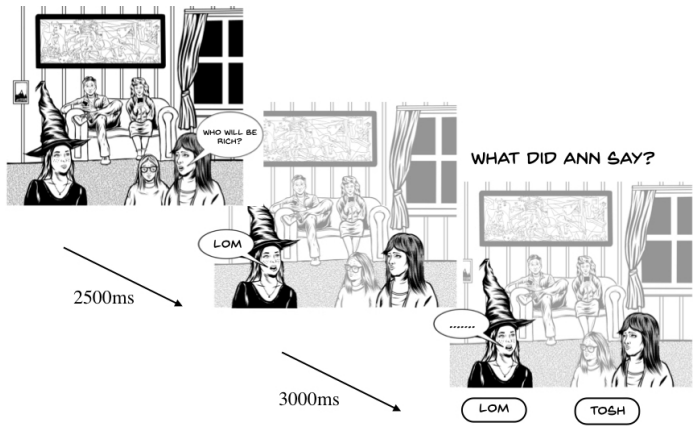 WHO WILL BE
RICH?
LOM
2500ms
WHAT DID ANN SAY?
.......
3000ms
LOM
TOSH